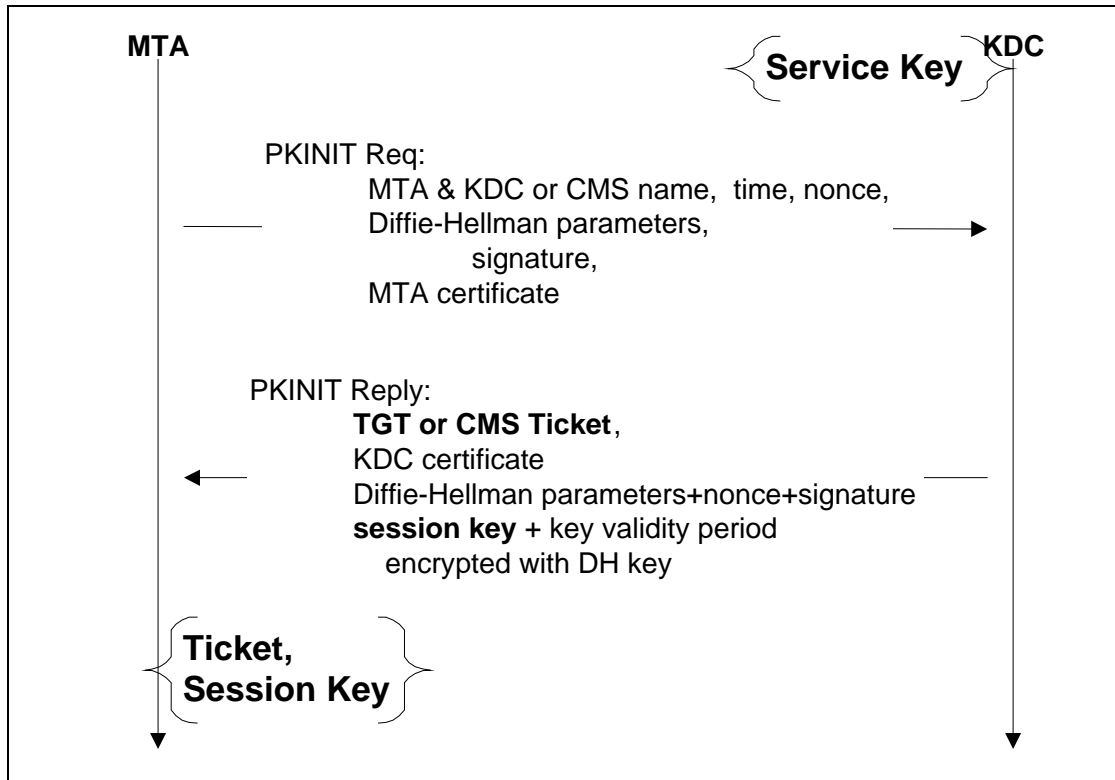 MTA
KDC
Service Key
PKINIT Req:
MTA & KDC or CMS name, time, nonce,
Diffie-Hellman parameters,
signature,
MTA certificate
PKINIT Reply:
TGT or CMS Ticket,
KDC certificate
Diffie-Hellman parameters+nonce+signature
session key + key validity period
encrypted with DH key
Ticket,
Session Key